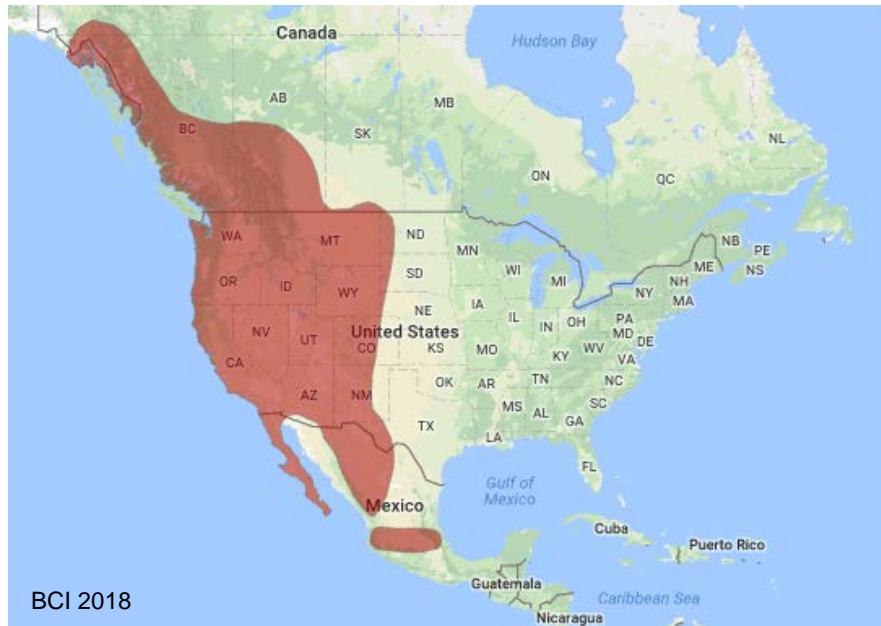 Canada
Hudson Bay
AB
MB
BC
SK
NL
ON
QC
WA
MT
ND
MN
NB
PE
ME
NS
OR
ID
SD
WI
MI
NH
NY
MA
WY
NE
IA
IL
IN
OH
PA
MD
DE
NV
UT
United States
CO
KS
MO
KY
WV
VA
CA
AZ
NM
OK
AR
TN
NC
SC
MS
AL
GA
TX
LA
FL
Gulf of
Mexico
Mexico
Cuba
Puerto Rico
Guatemala
Caribbean Sea
Nicaragua
BCI 2018